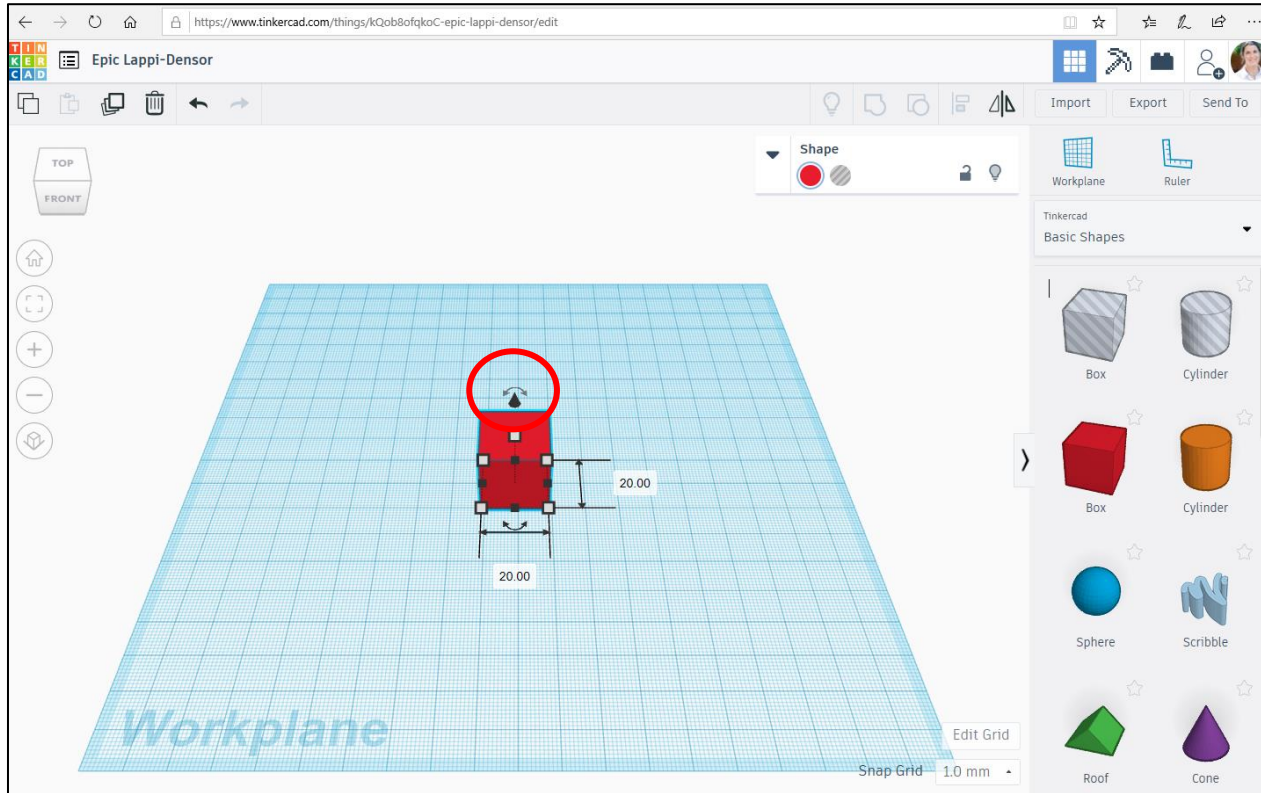 https://www.tinkercad.com/things/kQob8ofqkoC-epic-lappi-densor/edit
TIN
KER
CAD
Epic Lappi-Densor
Import Export Send To
TOP
FRONT
Shape
Workplane Ruler
Tinkercad
Basic Shapes
Box Cylinder
Box Cylinder
20.00
20.00
Sphere Scribble
Workplane
Edit Grid
Snap Grid 1.0 mm
Roof Cone